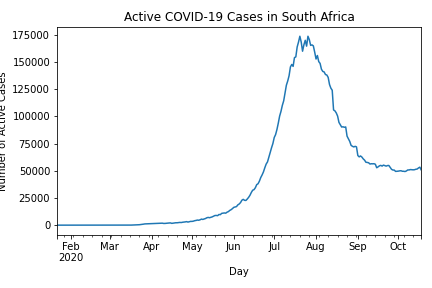 Active COVID-19 Cases in South Africa
Number of Active Cases
175000
150000
125000
100000
75000
50000
25000
0
Feb Mar Apr May Jun Jul Aug Sep Oct
2020
Day